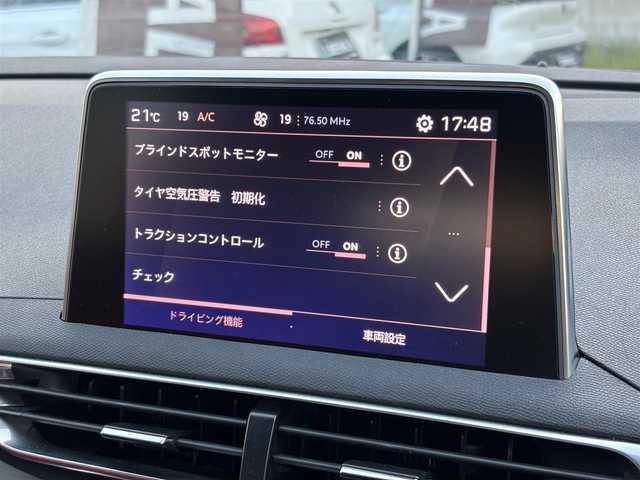 21°C 19 A/C 19 76.50 MHz 17:48
ブラインドスポットモニター OFF ON
タイヤ空気圧警告 初期化
トラクションコントロール OFF ON
チェック
ドライビング機能 車両設定